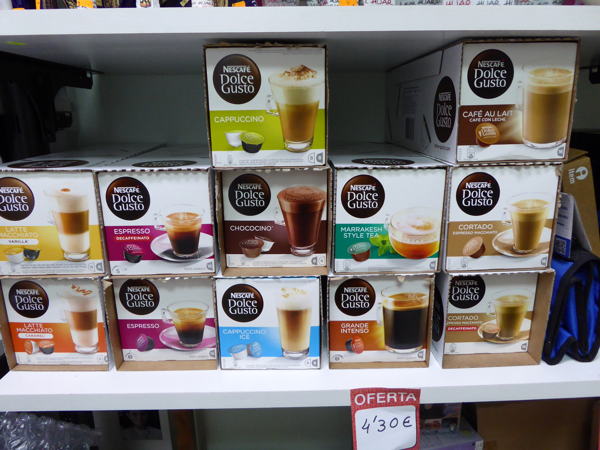 NESCAFÉ
Dolce
Gusto
CAPPUCCINO
NESCAFÉ
Dolce
Gusto
CAFÉ AU LAIT
CAFÉ CON LECHE
NESCAFÉ
Dolce
Gusto
LATTE
MACCHIATO
VANILLA
NESCAFÉ
Dolce
Gusto
ESPRESSO
DECAFFEINATO
NESCAFÉ
Dolce
Gusto
CHOCOCINO
NESCAFÉ
Dolce
Gusto
MARRAKESH
STYLE TEA
NESCAFÉ
Dolce
Gusto
CORTADO
ESPRESSO MACCHIATO
NESCAFÉ
Dolce
Gusto
LATTE
MACCHIATO
CARAMEL
NESCAFÉ
Dolce
Gusto
ESPRESSO
NESCAFÉ
Dolce
Gusto
CAPPUCCINO
ICE
NESCAFÉ
Dolce
Gusto
GRANDE
INTENSO
NESCAFÉ
Dolce
Gusto
CORTADO
ESPRESSO MACCHIATO
DECAFFEINATO
OFERTA
4'30€